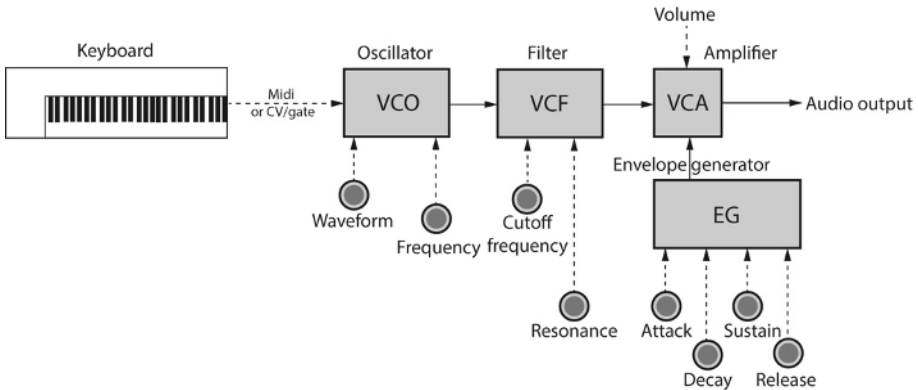 Volume
Keyboard
Oscillator
Filter
Amplifier
Midi
or CV/gate
VCO
VCF
VCA
Audio output
Envelope generator
EG
Waveform
Frequency
Cutoff
frequency
Resonance
Attack
Sustain
Decay
Release